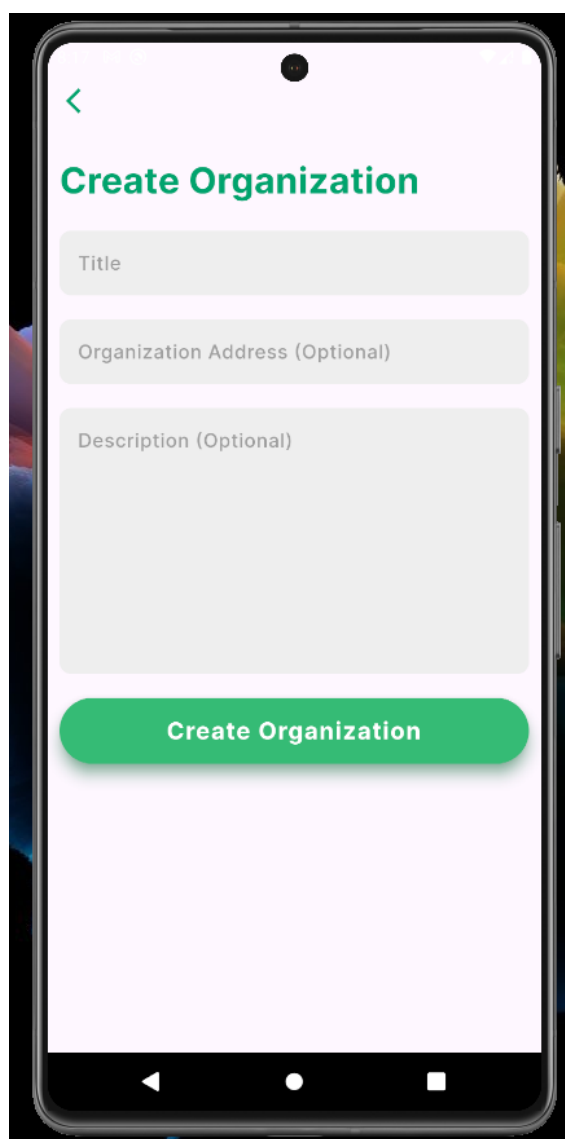 Create Organization
Title
Organization Address (Optional)
Description (Optional)
Create Organization